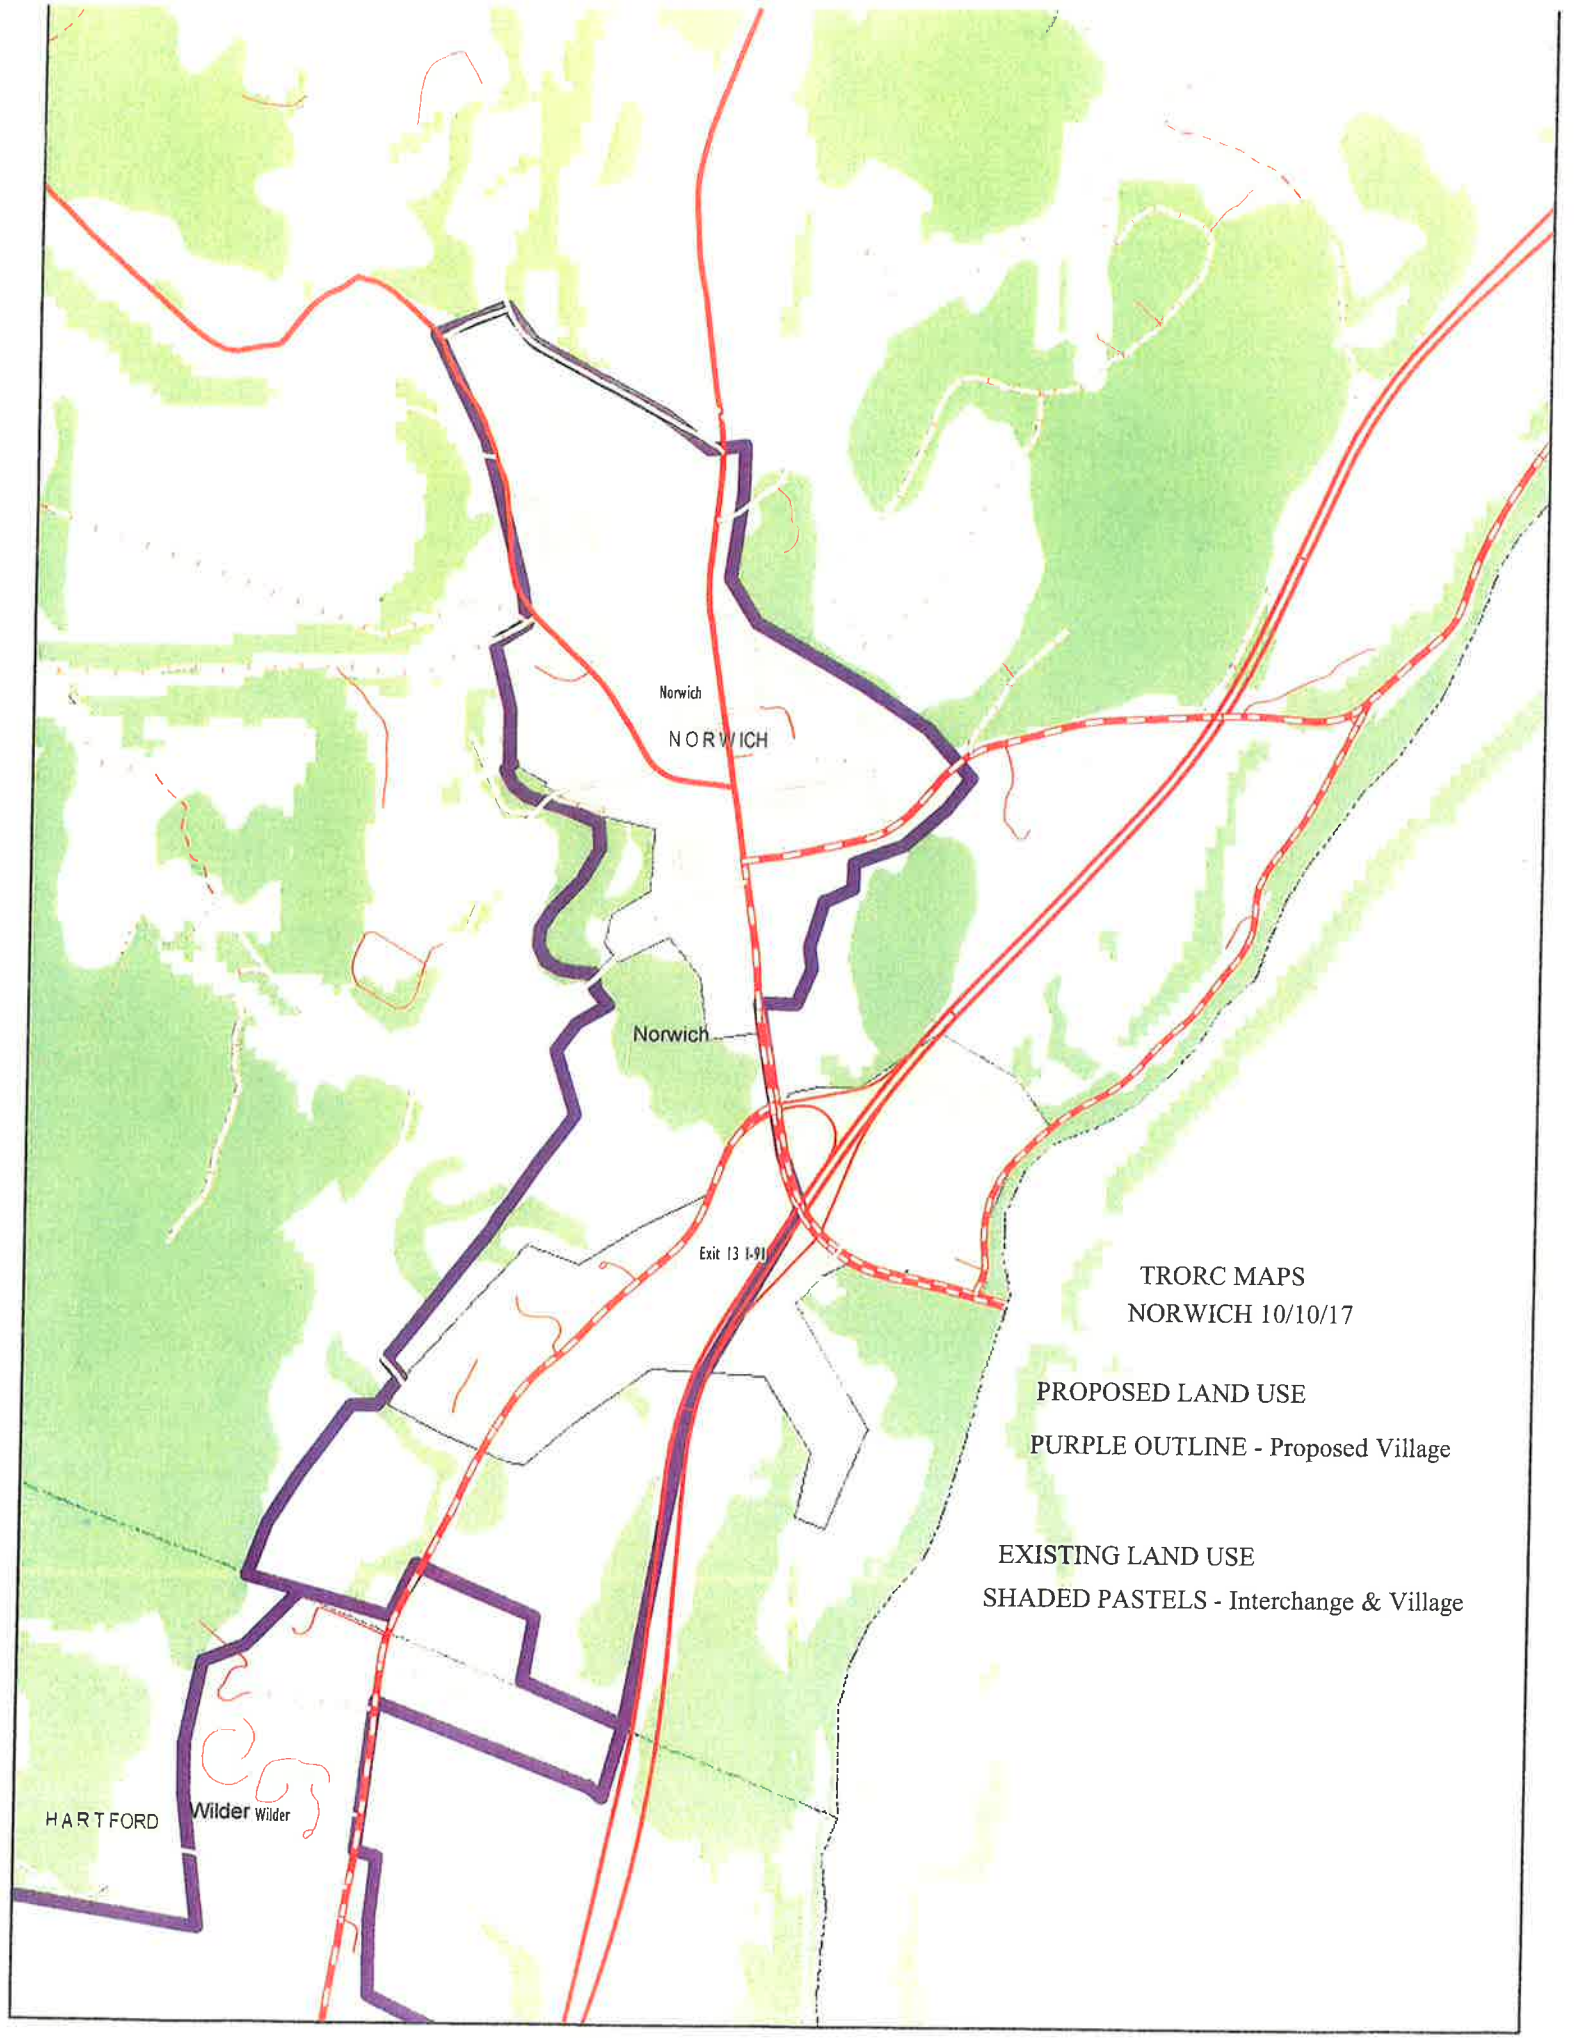 Norwich
NORWICH
Norwich
Exit 13 I-91
TRORC MAPS
NORWICH 10/10/17
PROPOSED LAND USE
PURPLE OUTLINE - Proposed Village
EXISTING LAND USE
SHADED PASTELS - Interchange & Village
HARTFORD
Wilder Wilder